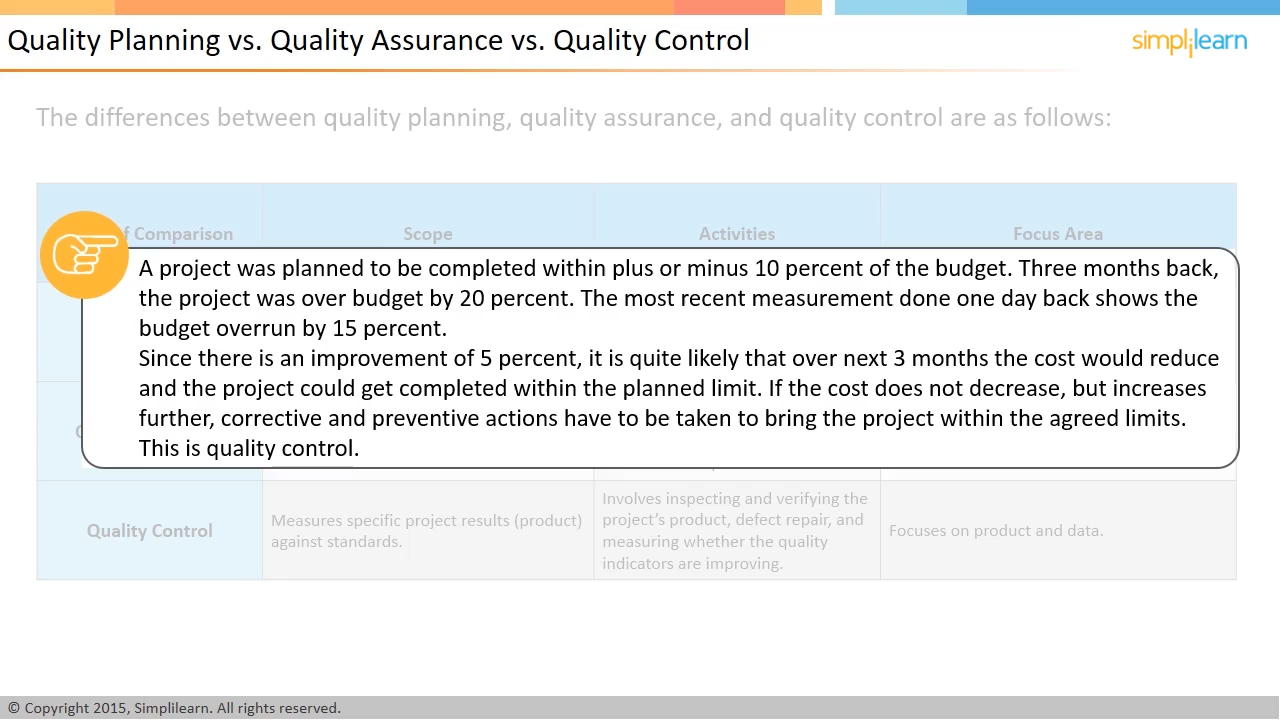 Quality Planning vs. Quality Assurance vs. Quality Control
simplilearn
The differences between quality planning, quality assurance, and quality control are as follows:
f Comparison
Scope
Activities
Focus Area
A project was planned to be completed within plus or minus 10 percent of the budget. Three months back,
the project was over budget by 20 percent. The most recent measurement done one day back shows the
budget overrun by 15 percent.
Since there is an improvement of 5 percent, it is quite likely that over next 3 months the cost would reduce
and the project could get completed within the planned limit. If the cost does not decrease, but increases
further, corrective and preventive actions have to be taken to bring the project within the agreed limits.
This is quality control.
Quality Control
Measures specific project results (product)
against standards.
Involves inspecting and verifying the
project's product, defect repair, and
measuring whether the quality
indicators are improving.
Focuses on product and data.
© Copyright 2015, Simplilearn. All rights reserved.